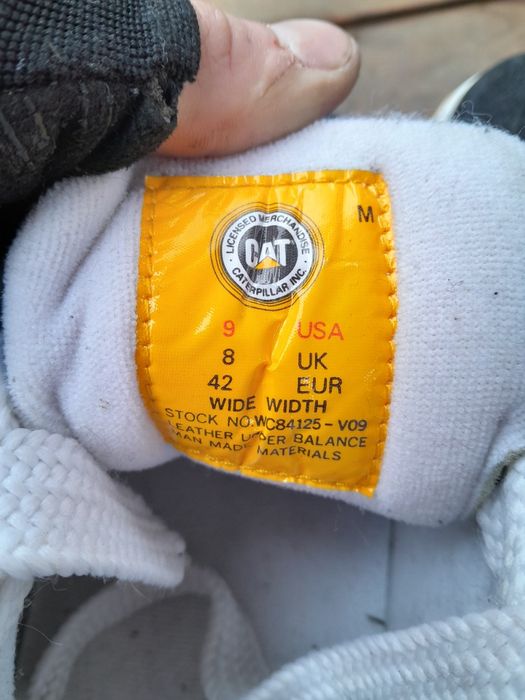 M
LICENSED MERCHANDISE
CAT
CATERPILLAR INC.
9 USA
8 UK
42 EUR
WIDE WIDTH
STOCK NO.WC84125-V09
LEATHER UPPER BALANCE
MAN MADE MATERIALS